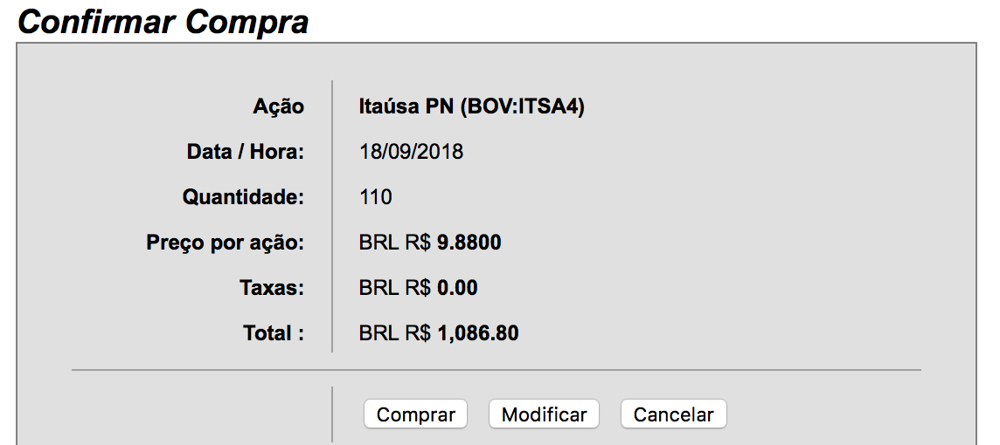 Confirmar Compra
Ação Itaúsa PN (BOV:ITSA4)
Data / Hora: 18/09/2018
Quantidade: 110
Preço por ação: BRL R$ 9.8800
Taxas: BRL R$ 0.00
Total : BRL R$ 1,086.80
Comprar Modificar Cancelar